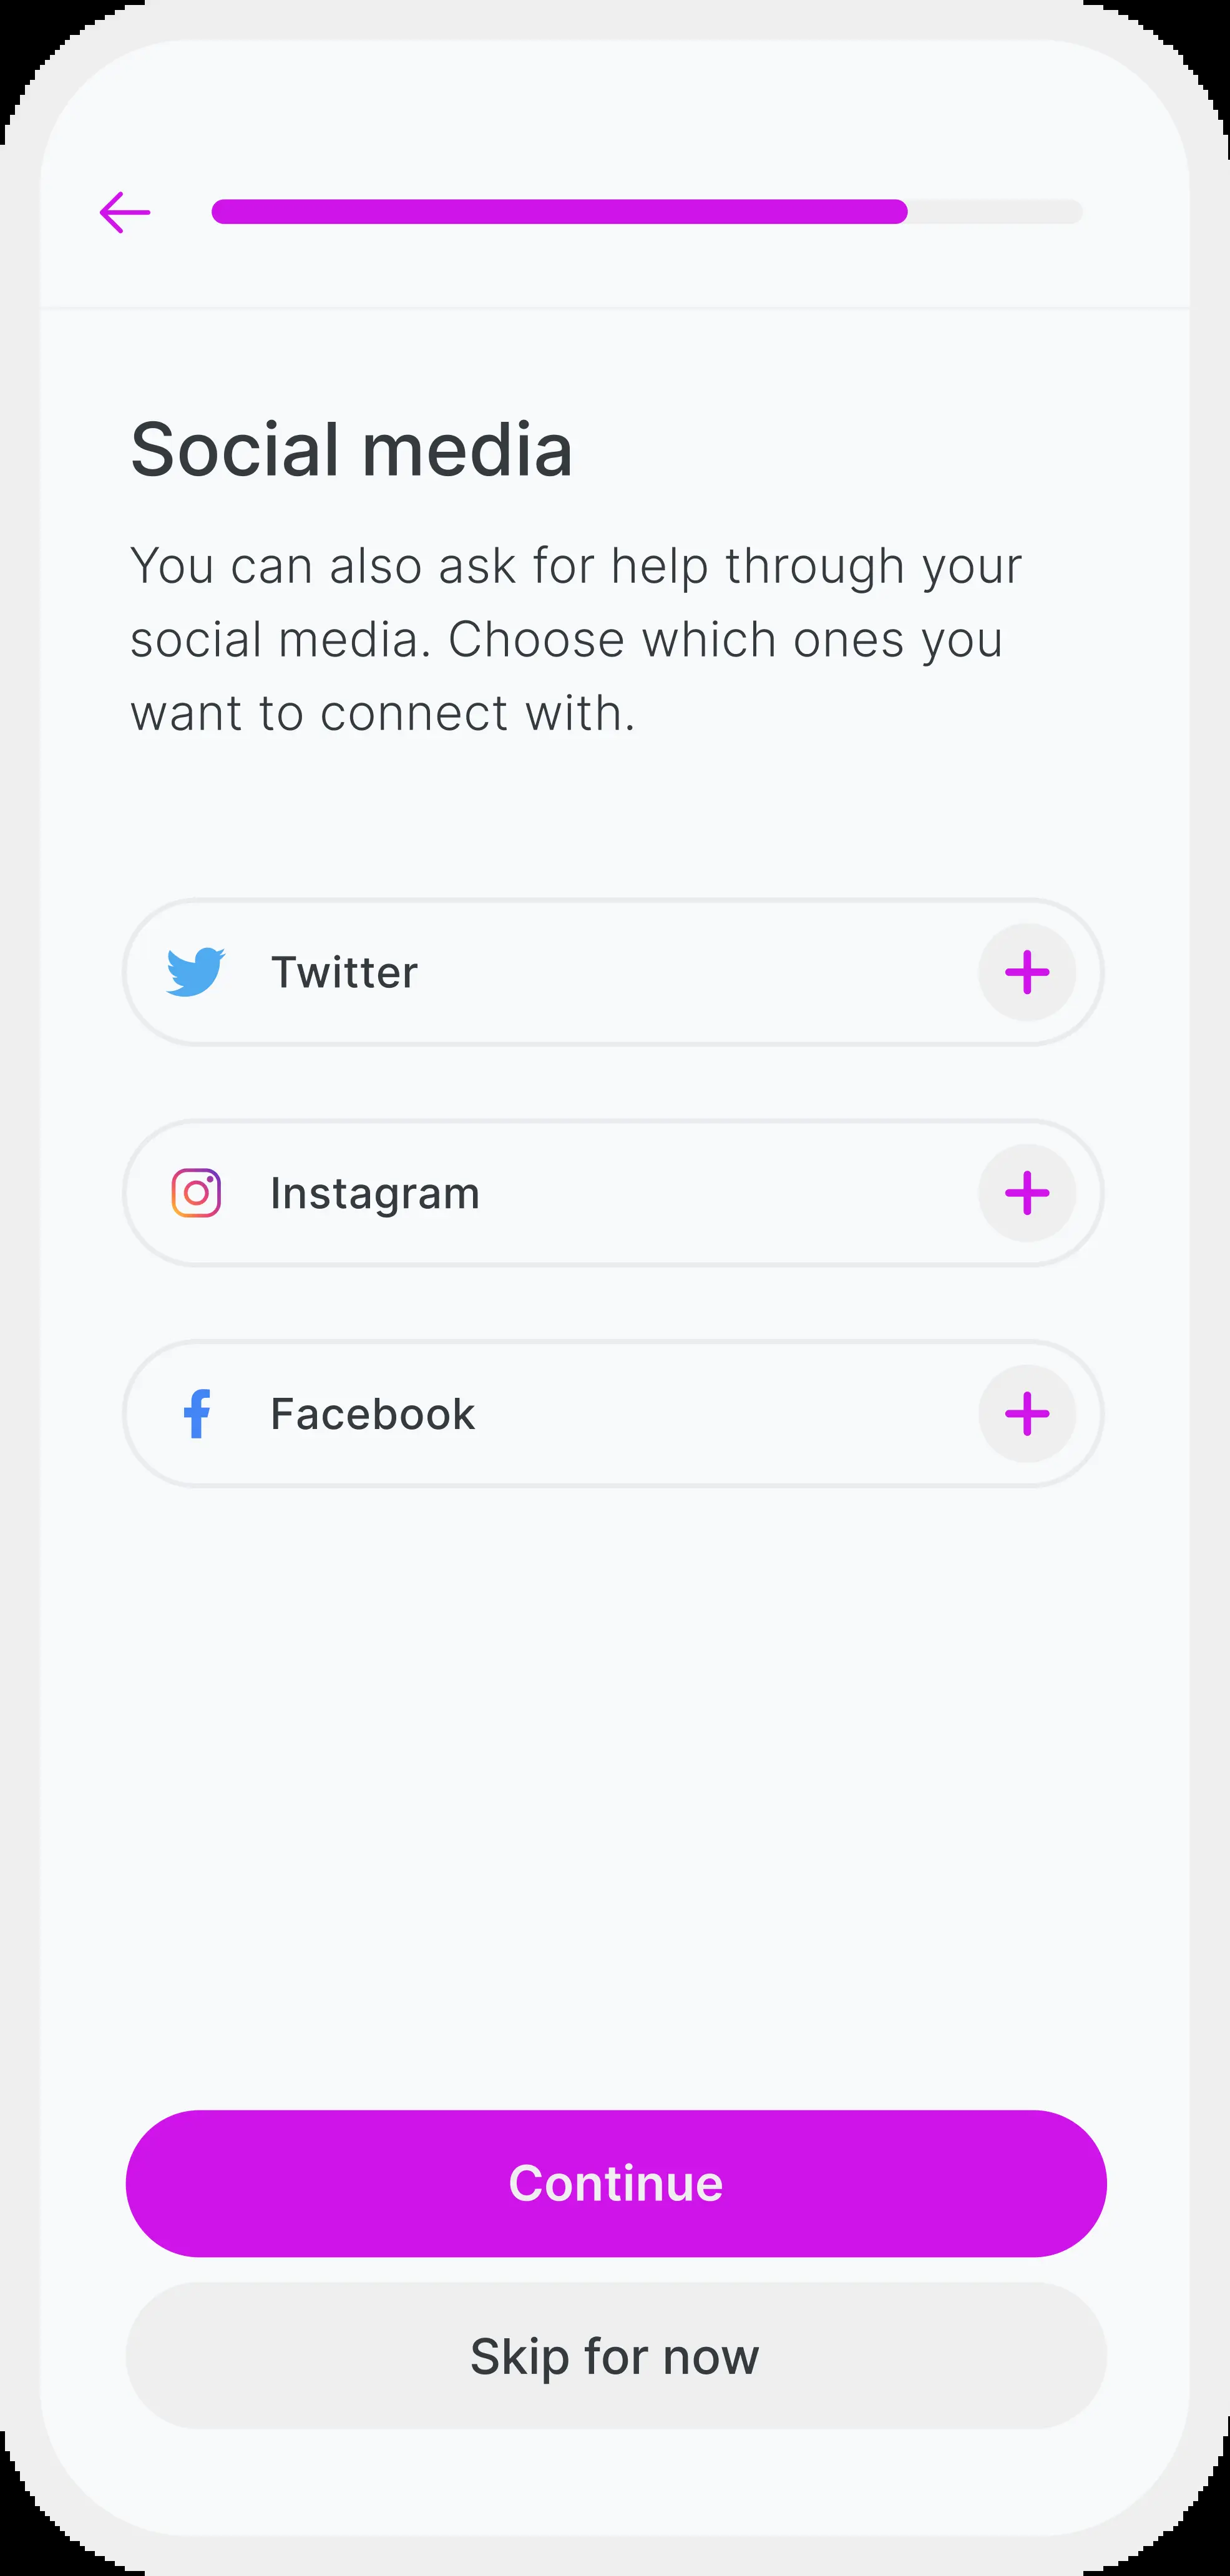 Social media
You can also ask for help through your
social media. Choose which ones you
want to connect with.
Twitter
Instagram
Facebook
Continue
Skip for now